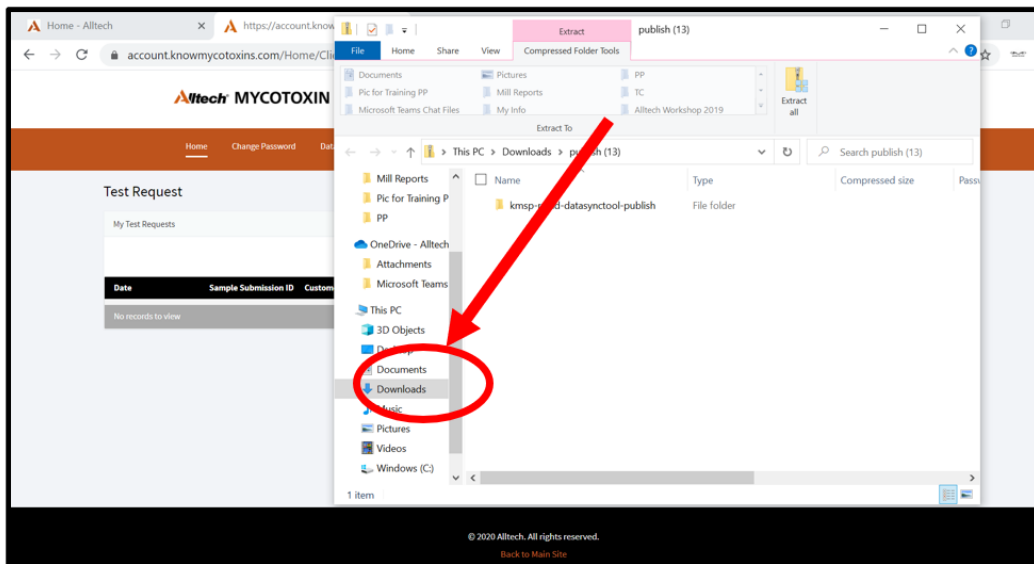 Home - Alltech
https://account.know
publish (13)
Extract
File Home Share View Compressed Folder Tools
account.knowmycotoxins.com/Home/Cli
Documents Pictures PP
Pic for Training PP Mill Reports TC
Microsoft Teams Chat Files My Info Alltech Workshop 2019
Extract all
Extract To
Alltech MYCOTOXIN
Home Change Password Dat
This PC > Downloads > (13)
Search publish (13)
Test Request
My Test Requests
Date Sample Submission ID Custom
No records to view
Mill Reports
Pic for Training P
PP
OneDrive - Alltech
Attachments
Microsoft Teams
This PC
3D Objects
Documents
Downloads
Music
Pictures
Videos
Windows (C:)
Name Type Compressed size Passw
File folder
1 item
© 2020 Alltech. All rights reserved.
Back to Main Site